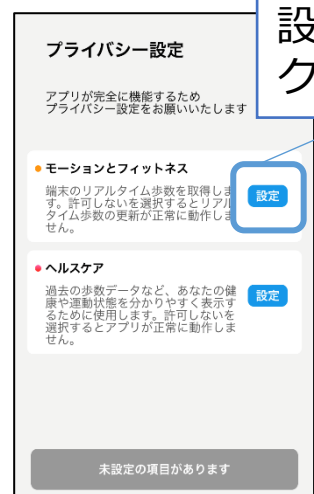 設
ク
プライバシー設定
アプリが完全に機能するため
プライバシー設定をお願いいたします
モーションとフィットネス
端末のリアルタイム歩数を取得しま
す。許可しないを選択するとリアル
タイム歩数の更新が正常に動作しま
せん。
設定
ヘルスケア
過去の歩数データなど、あなたの健
康や運動状態を分かりやすく表示す
るために使用します。許可しないを
選択するとアプリが正常に動作しま
せん。
設定
未設定の項目があります